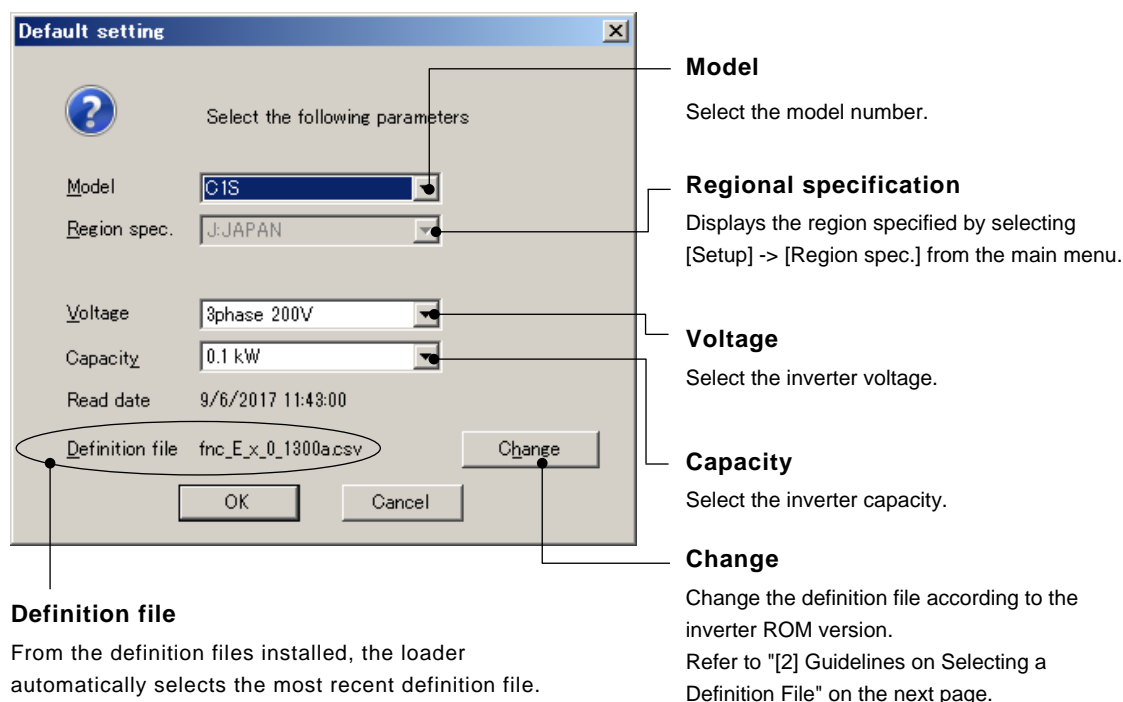 Default setting
Select the following parameters
Model C1S
Region spec. J:JAPAN
Voltage 3phase 200V
Capacity 0.1 kW
Read date 9/6/2017 11:43:00
Definition file fnc_E_x_0_1300a.csv Change
OK Cancel
Model
Select the model number.
Regional specification
Displays the region specified by selecting
[Setup] -> [Region spec.] from the main menu.
Voltage
Select the inverter voltage.
Capacity
Select the inverter capacity.
Change
Change the definition file according to the
inverter ROM version.
Refer to "[2] Guidelines on Selecting a
Definition File" on the next page.
Definition file
From the definition files installed, the loader
automatically selects the most recent definition file.